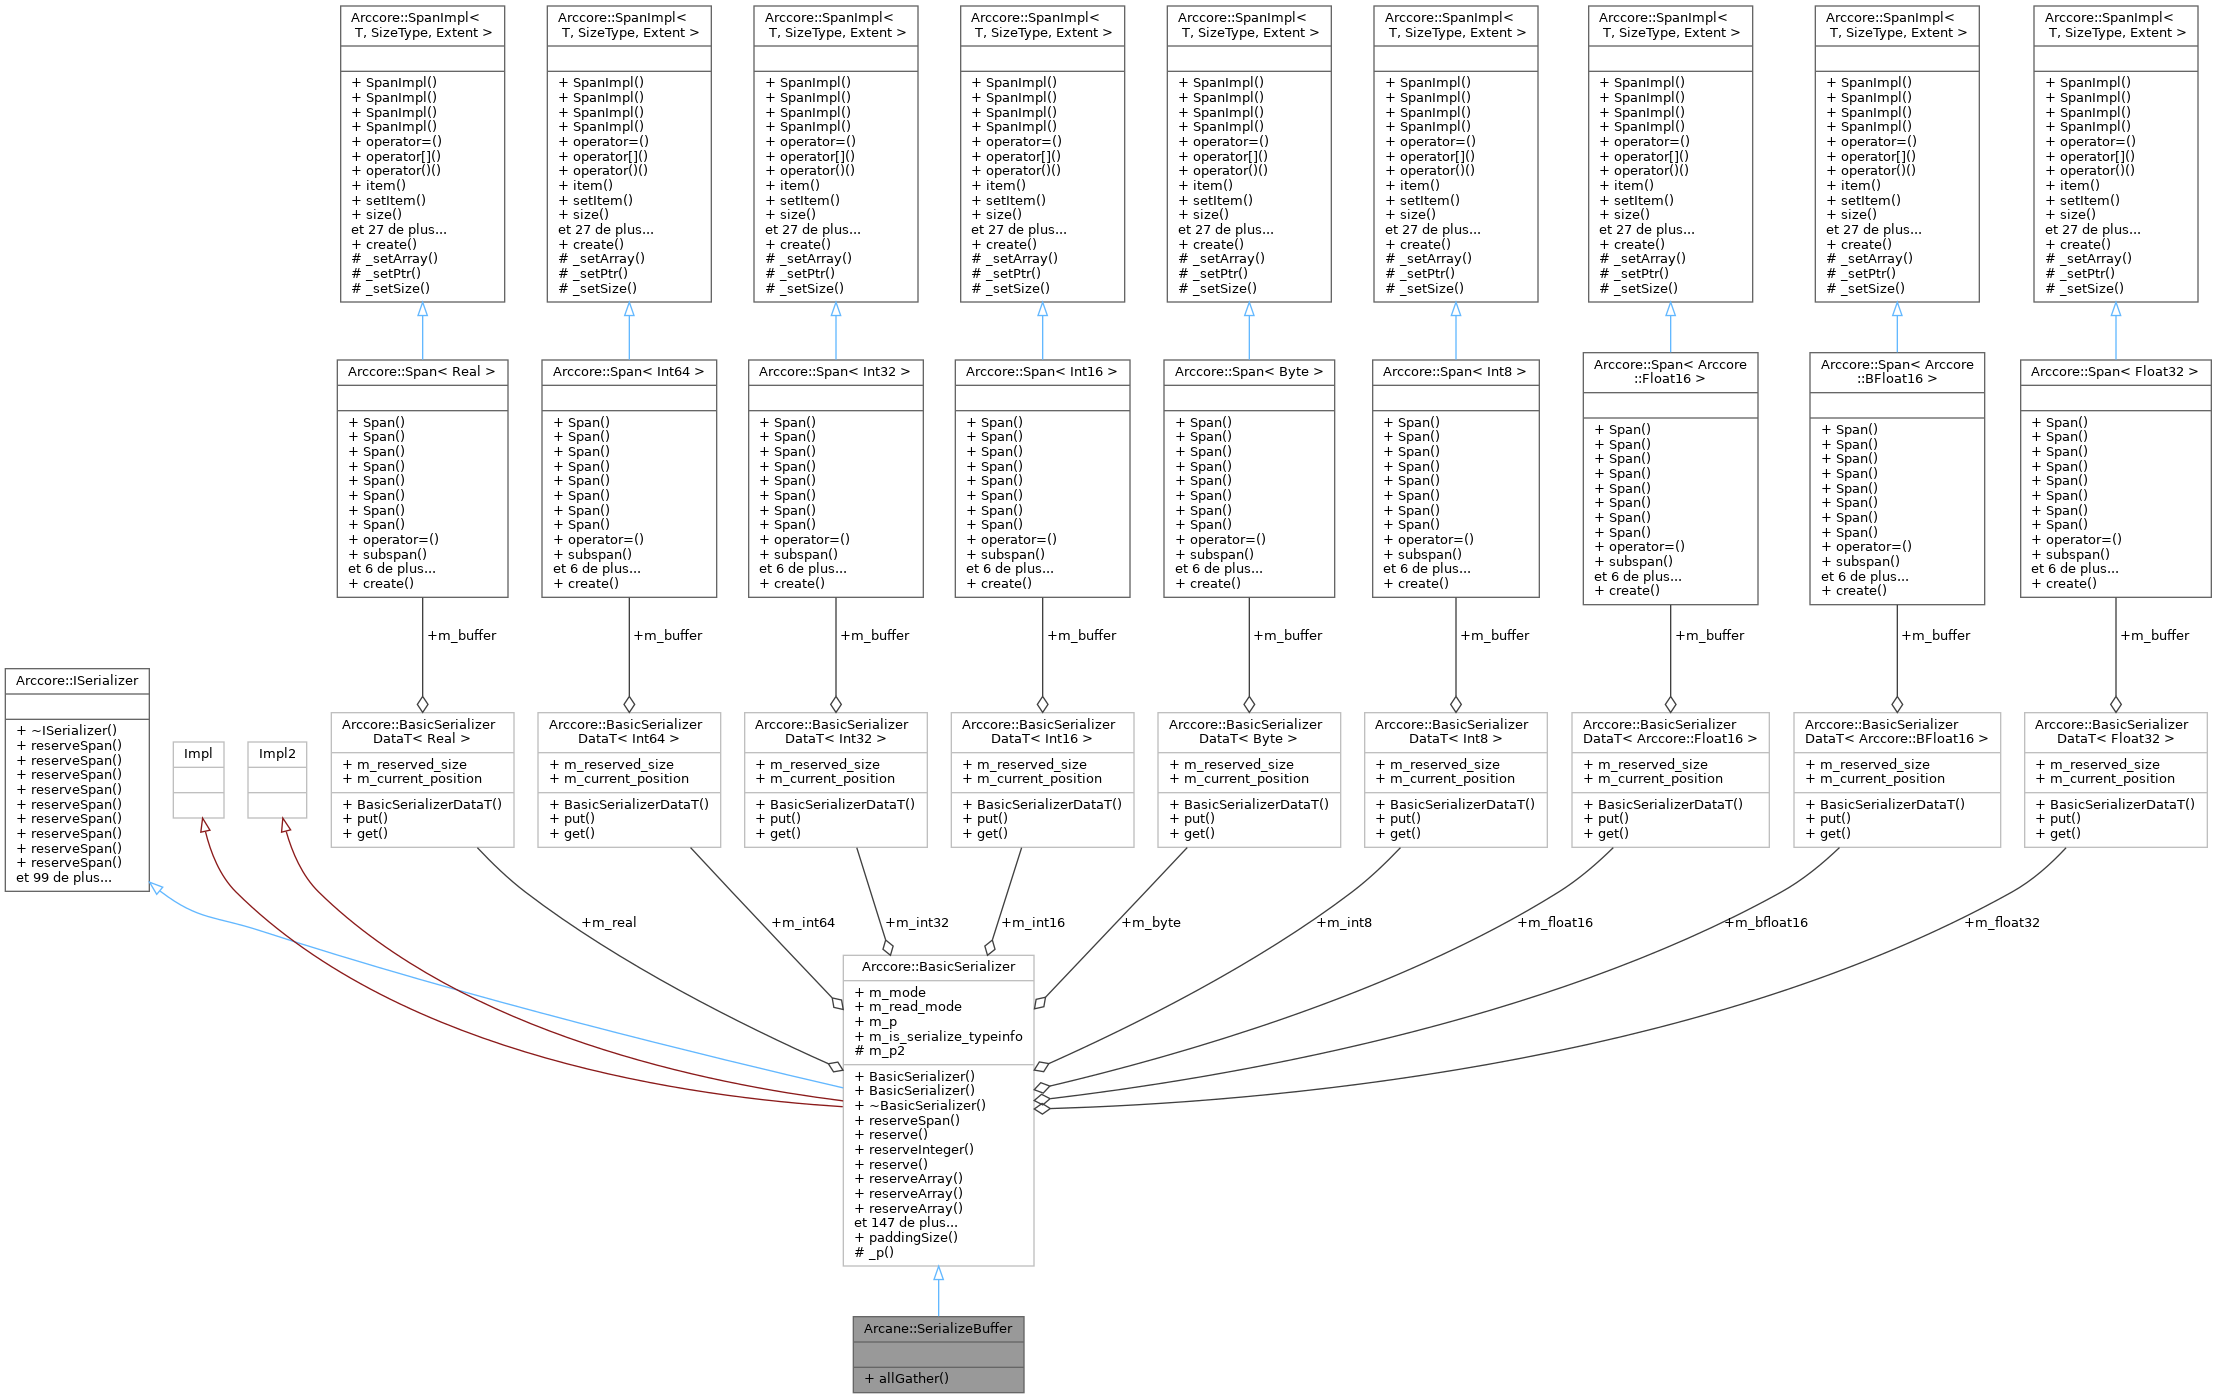 Arccore::SpanImpl<
T, SizeType, Extent >
+ SpanImpl()
+ SpanImpl()
+ SpanImpl()
+ SpanImpl()
+ operator=()
+ operator[]()
+ operator()()
+ item()
+ setItem()
+ size()
et 27 de plus...
+ create()
# _setArray()
# _setPtr()
# _setSize()
Arccore::SpanImpl<
T, SizeType, Extent >
+ SpanImpl()
+ SpanImpl()
+ SpanImpl()
+ SpanImpl()
+ operator=()
+ operator[]()
+ operator()()
+ item()
+ setItem()
+ size()
et 27 de plus...
+ create()
# _setArray()
# _setPtr()
# _setSize()
Arccore::SpanImpl<
T, SizeType, Extent >
+ SpanImpl()
+ SpanImpl()
+ SpanImpl()
+ SpanImpl()
+ operator=()
+ operator[]()
+ operator()()
+ item()
+ setItem()
+ size()
et 27 de plus...
+ create()
# _setArray()
# _setPtr()
# _setSize()
Arccore::SpanImpl<
T, SizeType, Extent >
+ SpanImpl()
+ SpanImpl()
+ SpanImpl()
+ SpanImpl()
+ operator=()
+ operator[]()
+ operator()()
+ item()
+ setItem()
+ size()
et 27 de plus...
+ create()
# _setArray()
# _setPtr()
# _setSize()
Arccore::SpanImpl<
T, SizeType, Extent >
+ SpanImpl()
+ SpanImpl()
+ SpanImpl()
+ SpanImpl()
+ operator=()
+ operator[]()
+ operator()()
+ item()
+ setItem()
+ size()
et 27 de plus...
+ create()
# _setArray()
# _setPtr()
# _setSize()
Arccore::SpanImpl<
T, SizeType, Extent >
+ SpanImpl()
+ SpanImpl()
+ SpanImpl()
+ SpanImpl()
+ operator=()
+ operator[]()
+ operator()()
+ item()
+ setItem()
+ size()
et 27 de plus...
+ create()
# _setArray()
# _setPtr()
# _setSize()
Arccore::SpanImpl<
T, SizeType, Extent >
+ SpanImpl()
+ SpanImpl()
+ SpanImpl()
+ SpanImpl()
+ operator=()
+ operator[]()
+ operator()()
+ item()
+ setItem()
+ size()
et 27 de plus...
+ create()
# _setArray()
# _setPtr()
# _setSize()
Arccore::SpanImpl<
T, SizeType, Extent >
+ SpanImpl()
+ SpanImpl()
+ SpanImpl()
+ SpanImpl()
+ operator=()
+ operator[]()
+ operator()()
+ item()
+ setItem()
+ size()
et 27 de plus...
+ create()
# _setArray()
# _setPtr()
# _setSize()
Arccore::SpanImpl<
T, SizeType, Extent >
+ SpanImpl()
+ SpanImpl()
+ SpanImpl()
+ SpanImpl()
+ operator=()
+ operator[]()
+ operator()()
+ item()
+ setItem()
+ size()
et 27 de plus...
+ create()
# _setArray()
# _setPtr()
# _setSize()
Arccore::Span< Real >
+ Span()
+ Span()
+ Span()
+ Span()
+ Span()
+ Span()
+ Span()
+ Span()
+ operator=()
+ subspan()
et 6 de plus...
+ create()
Arccore::Span< Int64 >
+ Span()
+ Span()
+ Span()
+ Span()
+ Span()
+ Span()
+ Span()
+ Span()
+ operator=()
+ subspan()
et 6 de plus...
+ create()
Arccore::Span< Int32 >
+ Span()
+ Span()
+ Span()
+ Span()
+ Span()
+ Span()
+ Span()
+ Span()
+ operator=()
+ subspan()
et 6 de plus...
+ create()
Arccore::Span< Int16 >
+ Span()
+ Span()
+ Span()
+ Span()
+ Span()
+ Span()
+ Span()
+ Span()
+ operator=()
+ subspan()
et 6 de plus...
+ create()
Arccore::Span< Byte >
+ Span()
+ Span()
+ Span()
+ Span()
+ Span()
+ Span()
+ Span()
+ Span()
+ operator=()
+ subspan()
et 6 de plus...
+ create()
Arccore::Span< Int8 >
+ Span()
+ Span()
+ Span()
+ Span()
+ Span()
+ Span()
+ Span()
+ Span()
+ operator=()
+ subspan()
et 6 de plus...
+ create()
Arccore::Span< Arccore
::Float16 >
+ Span()
+ Span()
+ Span()
+ Span()
+ Span()
+ Span()
+ Span()
+ Span()
+ operator=()
+ subspan()
et 6 de plus...
+ create()
Arccore::Span< Arccore
::BFloat16 >
+ Span()
+ Span()
+ Span()
+ Span()
+ Span()
+ Span()
+ Span()
+ Span()
+ operator=()
+ subspan()
et 6 de plus...
+ create()
Arccore::Span< Float32 >
+ Span()
+ Span()
+ Span()
+ Span()
+ Span()
+ Span()
+ Span()
+ Span()
+ operator=()
+ subspan()
et 6 de plus...
+ create()
+m_buffer
+m_buffer
+m_buffer
+m_buffer
+m_buffer
+m_buffer
+m_buffer
+m_buffer
+m_buffer
Arccore::ISerializer
+ ~ISerializer()
+ reserveSpan()
+ reserveSpan()
+ reserveSpan()
+ reserveSpan()
+ reserveSpan()
+ reserveSpan()
+ reserveSpan()
+ reserveSpan()
+ reserveSpan()
et 99 de plus...
Impl
Impl2
Arccore::BasicSerializer
DataT< Real >
+ m_reserved_size
+ m_current_position
+ BasicSerializerDataT()
+ put()
+ get()
Arccore::BasicSerializer
DataT< Int64 >
+ m_reserved_size
+ m_current_position
+ BasicSerializerDataT()
+ put()
+ get()
Arccore::BasicSerializer
DataT< Int32 >
+ m_reserved_size
+ m_current_position
+ BasicSerializerDataT()
+ put()
+ get()
Arccore::BasicSerializer
DataT< Int16 >
+ m_reserved_size
+ m_current_position
+ BasicSerializerDataT()
+ put()
+ get()
Arccore::BasicSerializer
DataT< Byte >
+ m_reserved_size
+ m_current_position
+ BasicSerializerDataT()
+ put()
+ get()
Arccore::BasicSerializer
DataT< Int8 >
+ m_reserved_size
+ m_current_position
+ BasicSerializerDataT()
+ put()
+ get()
Arccore::BasicSerializer
DataT< Arccore::Float16 >
+ m_reserved_size
+ m_current_position
+ BasicSerializerDataT()
+ put()
+ get()
Arccore::BasicSerializer
DataT< Arccore::BFloat16 >
+ m_reserved_size
+ m_current_position
+ BasicSerializerDataT()
+ put()
+ get()
Arccore::BasicSerializer
DataT< Float32 >
+ m_reserved_size
+ m_current_position
+ BasicSerializerDataT()
+ put()
+ get()
+m_real
+m_int64
+m_int32
+m_int16
+m_byte
+m_int8
+m_float16
+m_bfloat16
+m_float32
Arccore::BasicSerializer
+ m_mode
+ m_read_mode
+ m_p
+ m_is_serialize_typeinfo
# m_p2
+ BasicSerializer()
+ BasicSerializer()
+ ~BasicSerializer()
+ reserveSpan()
+ reserve()
+ reserveInteger()
+ reserve()
+ reserveArray()
+ reserveArray()
+ reserveArray()
et 147 de plus...
+ paddingSize()
# _p()
Arcane::SerializeBuffer
+ allGather()